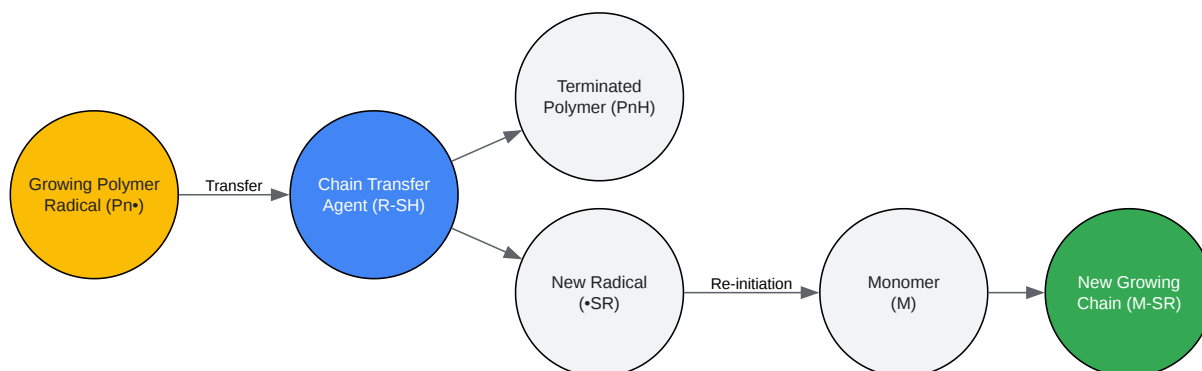 Growing Polymer
Radical (Pn•)
Transfer
Chain Transfer
Agent (R-SH)
Terminated
Polymer (PnH)
New Radical
(•SR)
Re-initiation
Monomer
(M)
New Growing
Chain (M-SR)